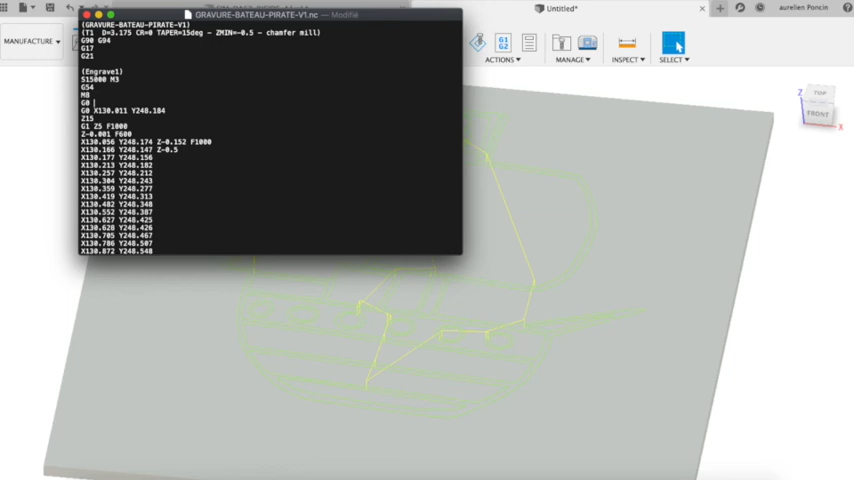 GRAVURE-BATEAU-PIRATE-V1.nc — Modifié
Untitled*
aurelien Poncin
MANUFACTURE
(GRAVURE-BATEAU-PIRATE-V1)
(T1 D=3.175 CR=0 TAPER=15deg - ZMIN=-0.5 - chamfer mill)
G90 G94
G17
G21
(Engrave1)
S15000 M3
G54
M8
G0
G0 X130.011 Y248.184
Z15
G1 Z5 F1000
Z-0.001 F600
X130.056 Y248.174 Z-0.152 F1000
X130.166 Y248.147 Z-0.5
X130.177 Y248.156
X130.213 Y248.182
X130.257 Y248.212
X130.304 Y248.243
X130.359 Y248.277
X130.419 Y248.313
X130.482 Y248.348
X130.552 Y248.387
X130.627 Y248.425
X130.628 Y248.426
X130.705 Y248.467
X130.786 Y248.507
X130.872 Y248.548
G1
G2
ACTIONS
MANAGE
INSPECT
SELECT
TOP
Z
FRONT
X